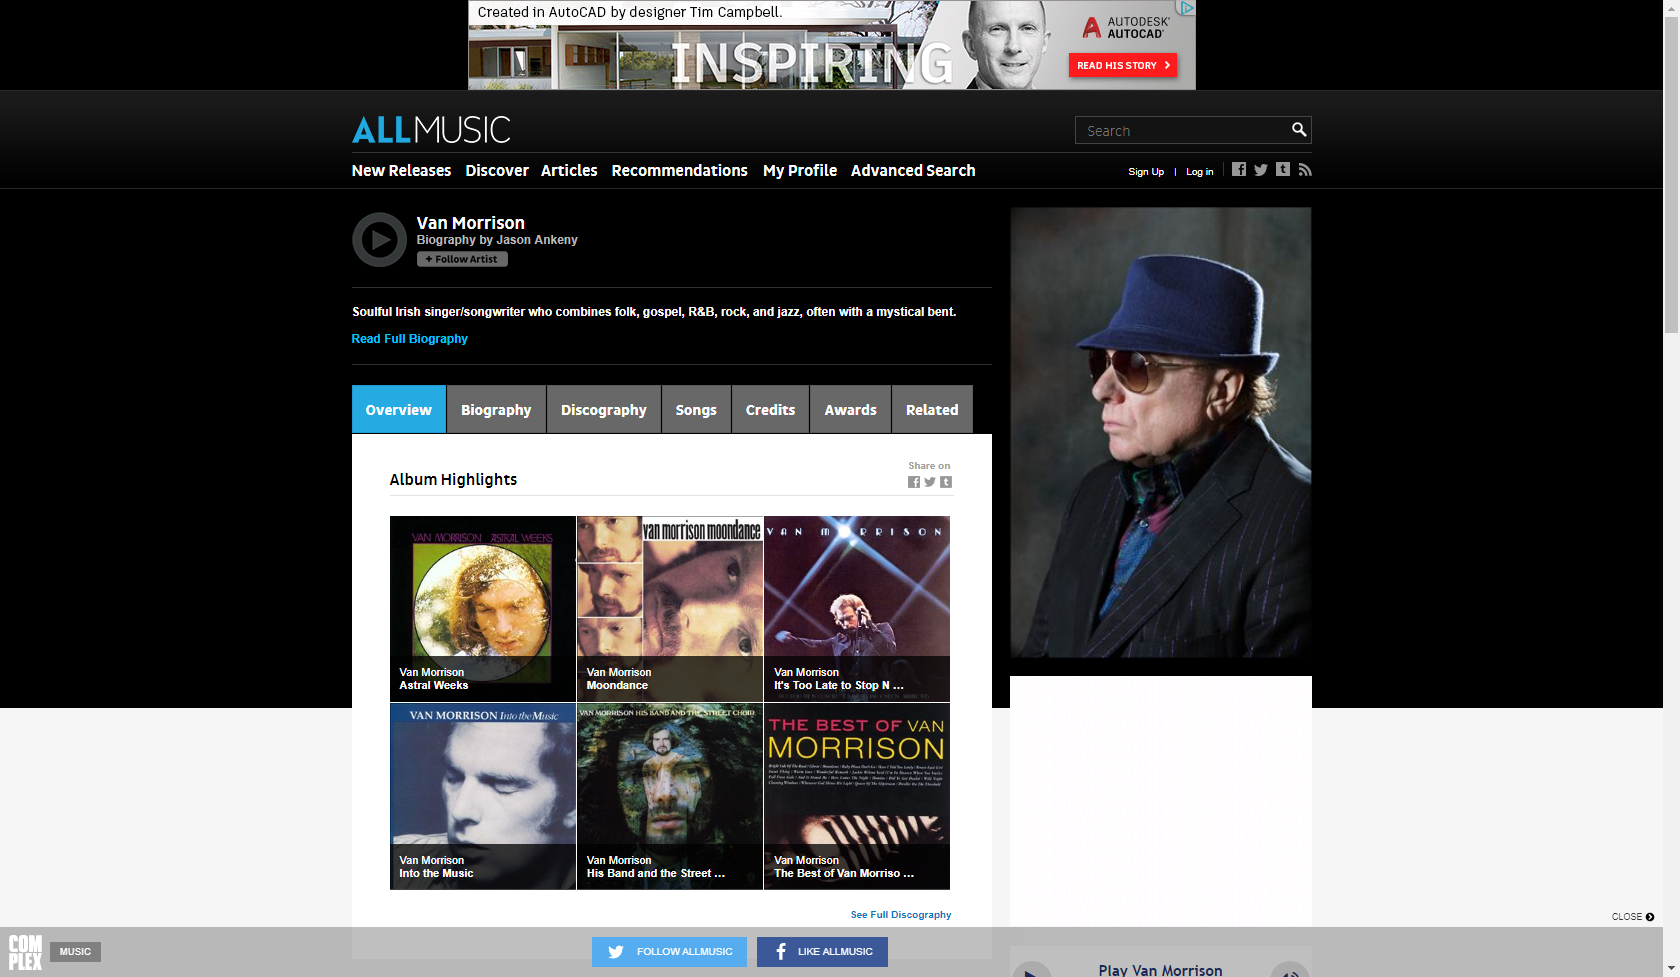 Created in AutoCAD by designer Tim Campbell.
INSPIRING
AUTODESK®
AUTOCAD®
READ HIS STORY
ALLMUSIC
Search
New Releases Discover Articles Recommendations My Profile Advanced Search
Sign Up | Log in
Van Morrison
Biography by Jason Ankeny
+ Follow Artist
Soulful Irish singer/songwriter who combines folk, gospel, R&B, rock, and jazz, often with a mystical bent.
Read Full Biography
Overview Biography Discography Songs Credits Awards Related
Share on
Album Highlights
VAN MORRISON ASTRAL WEEKS
Van Morrison
Astral Weeks
van morrison moondance
Van Morrison
Moondance
VAN MORRISON
Van Morrison
It's Too Late to Stop N ...
VAN MORRISON Into the Music
Van Morrison
Into the Music
VAN MORRISON HIS BAND AND THE STREET CHOIR
Van Morrison
His Band and the Street ...
THE BEST OF VAN
MORRISON
Van Morrison
The Best of Van Morriso ...
See Full Discography
CLOSE
COM
PLEX
MUSIC
FOLLOW ALLMUSIC
LIKE ALLMUSIC
Play Van Morrison